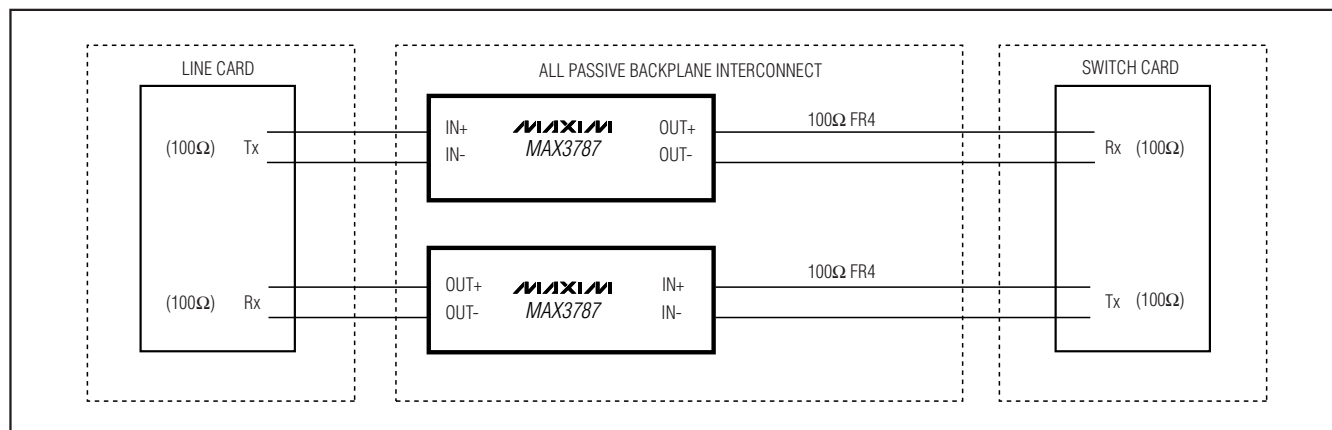 LINE CARD
ALL PASSIVE BACKPLANE INTERCONNECT
SWITCH CARD
(100Ω) Tx
IN+ MAXIM OUT+
IN- MAX3787 OUT-
100Ω FR4
Rx (100Ω)
(100Ω) Rx
OUT+ MAXIM IN+
OUT- MAX3787 IN-
100Ω FR4
Tx (100Ω)